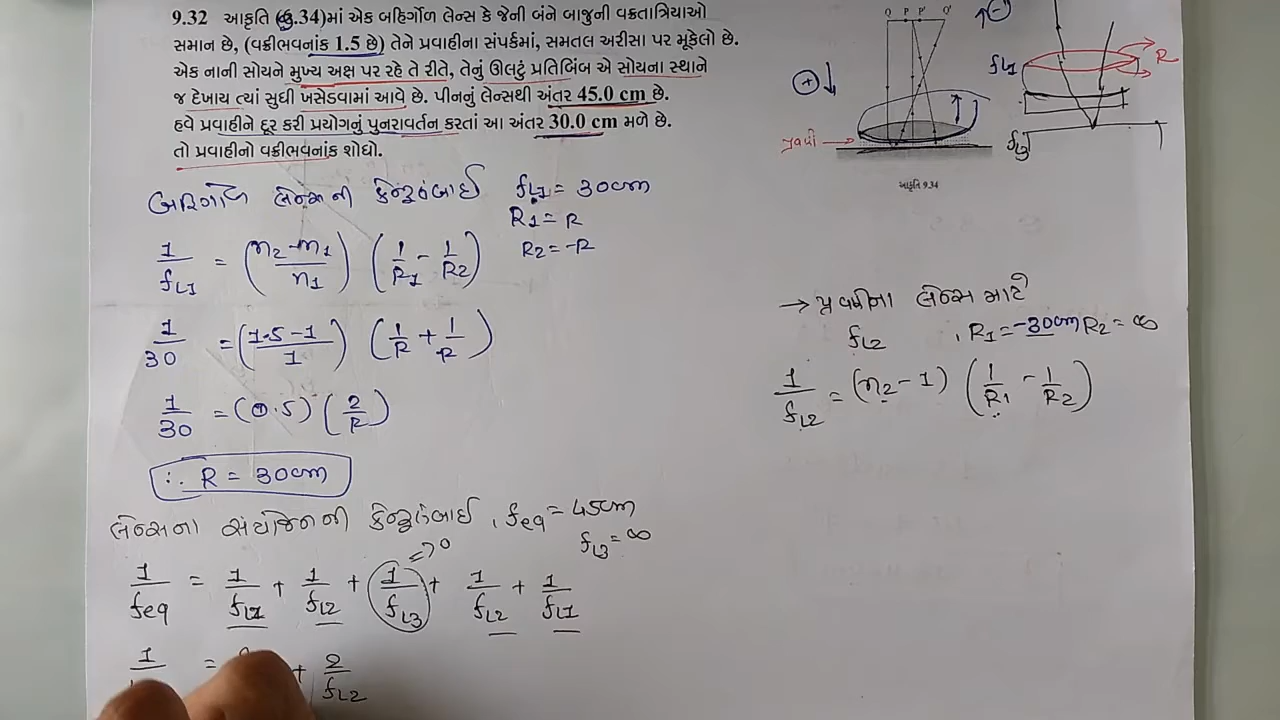 9.32 આકૃતિ (9.34)માં એક બહિર્ગોળ લેન્સ કે જેની બંને બાજુની વક્રતાત્રિજ્યાઓ
સમાન છે, (વક્રીભવનાંક 1.5 છે) તેને પ્રવાહીના સંપર્કમાં, સમતલ અરીસા પર મૂકેલો છે.
એક નાની સોયને મુખ્ય અક્ષ પર રહે તે રીતે, તેનું ઊલટું પ્રતિબિંબ એ સોયના સ્થાને
જ દેખાય ત્યાં સુધી ખસેડવામાં આવે છે. પીનનું લેન્સથી અંતર 45.0 cm છે.
હવે પ્રવાહીને દૂર કરી પ્રયોગનું પુનરાવર્તન કરતાં આ અંતર 30.0 cm મળે છે.
તો પ્રવાહીનો વક્રીભવનાંક શોધો.
Q P P' Q'
(+) ↓
↑ (-)
પ્રવાહી →
આકૃતિ 9.34
fL1
R
fL3
બહિર્ગોળ લેન્સની કેન્દ્રલંબાઈ fL1 = 30cm
R1 = R
R2 = -R
1/fL1 = ((n2-n1)/n1) (1/R1 - 1/R2)
1/30 = ((1.5-1)/1) (1/R + 1/R)
1/30 = (0.5) (2/R)
∴ R = 30cm
લેન્સના સંયોજનની કેન્દ્રલંબાઈ, feq = 45cm
fL3 = ∞
=> 0
1/feq = 1/fL1 + 1/fL2 + 1/fL3 + 1/fL2 + 1/fL1
1 = + 2/fL2
→ પ્રવાહીના લેન્સ માટે
fL2 , R1 = -30cm R2 = ∞
1/fL2 = (n2 - 1) (1/R1 - 1/R2)